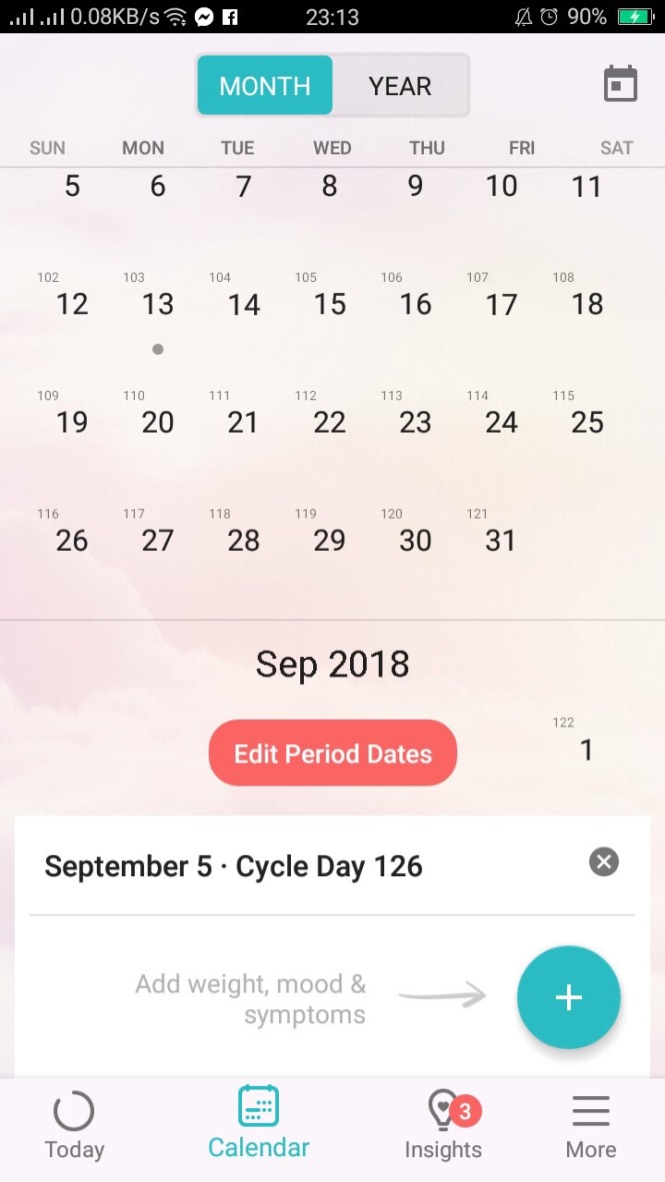 0.08KB/s 23:13 90%
MONTH YEAR
SUN MON TUE WED THU FRI SAT
5 6 7 8 9 10 11
102 103 104 105 106 107 108
12 13 14 15 16 17 18
109 110 111 112 113 114 115
19 20 21 22 23 24 25
116 117 118 119 120 121
26 27 28 29 30 31
Sep 2018
122
Edit Period Dates 1
September 5 · Cycle Day 126
Add weight, mood &
symptoms
3
Today Calendar Insights More